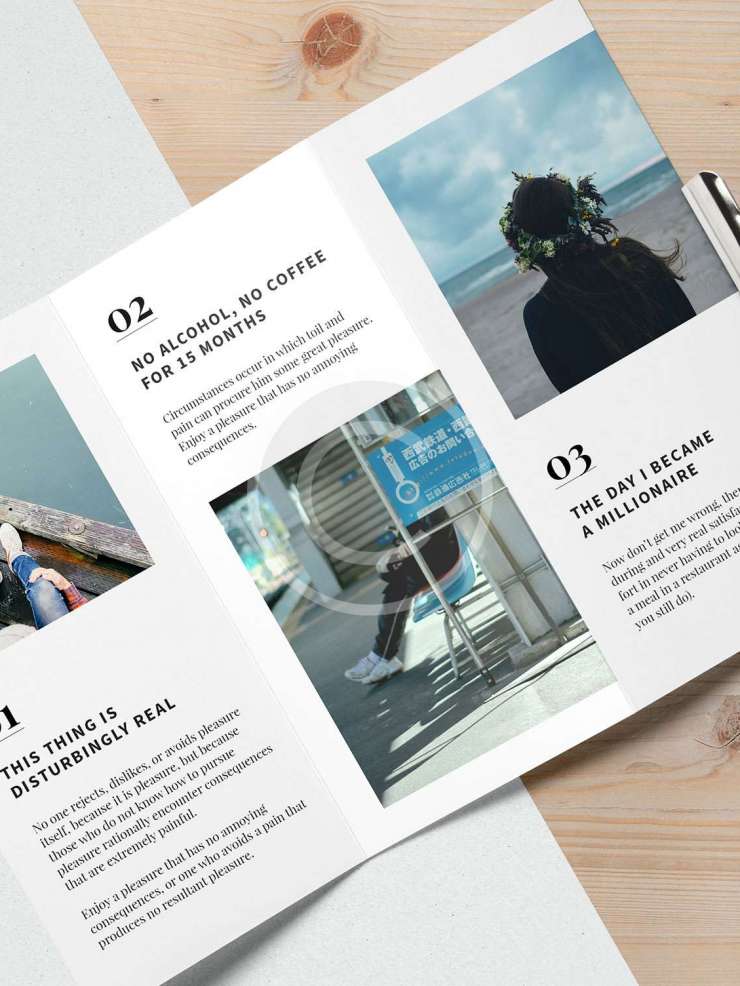 01
THIS THING IS
DISTURBINGLY REAL
No one rejects, dislikes, or avoids pleasure
itself, because it is pleasure, but because
those who do not know how to pursue
pleasure rationally encounter consequences
that are extremely painful.
Enjoy a pleasure that has no annoying
consequences, or one who avoids a pain that
produces no resultant pleasure.
02
NO ALCOHOL, NO COFFEE
FOR 15 MONTHS
Circumstances occur in which toil and
pain can procure him some great pleasure.
Enjoy a pleasure that has no annoying
consequences.
西武鉄道・西
広告のお問い合
©
03
THE DAY I BECAME
A MILLIONAIRE
Now don't get me wrong, the
during and very real satisfa
fort in never having to loo
a meal in a restaurant a
you still do).